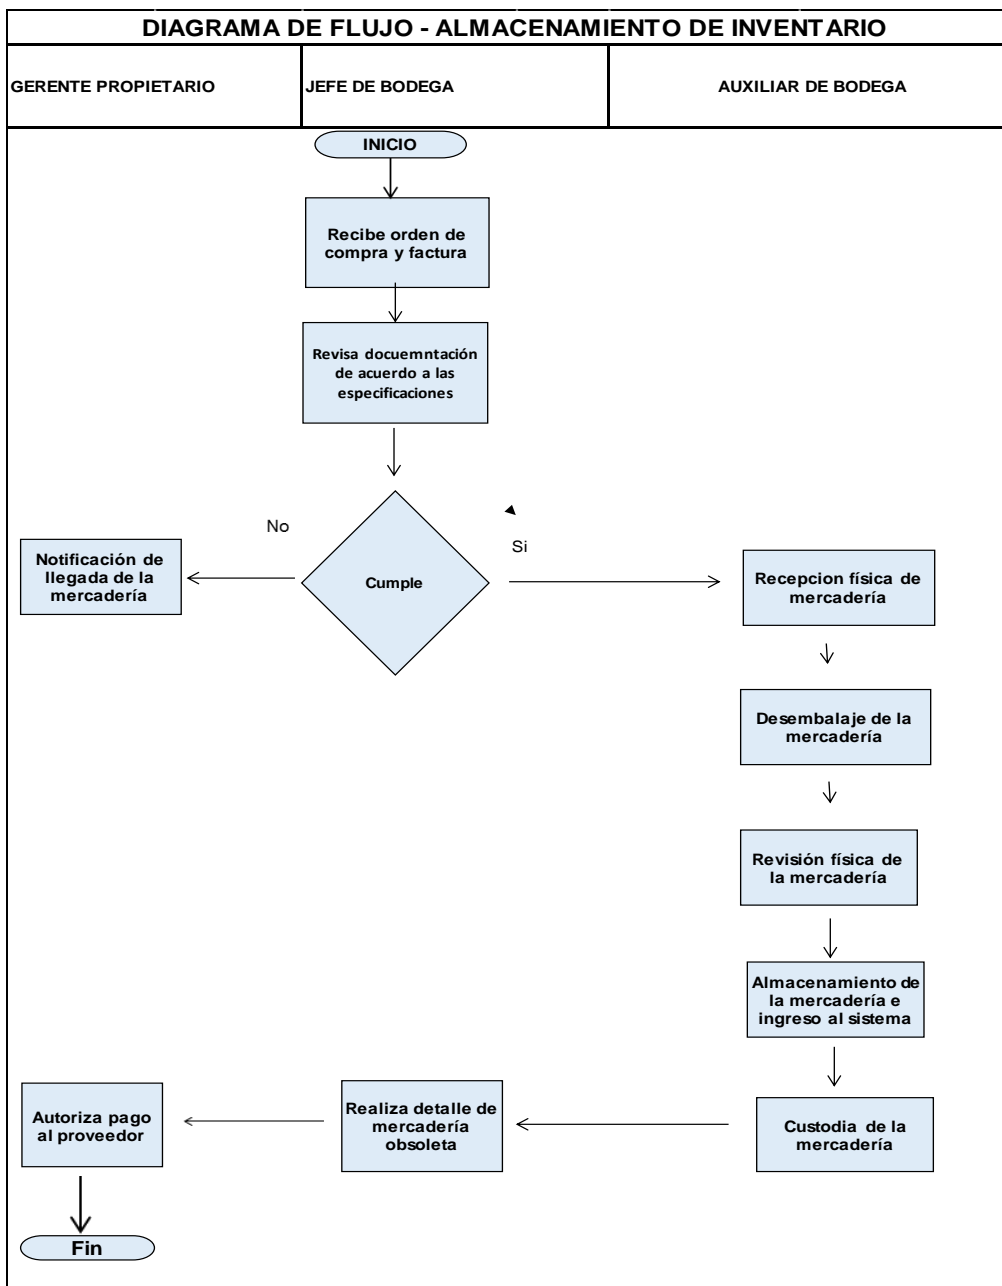 DIAGRAMA DE FLUJO - ALMACENAMIENTO DE INVENTARIO
GERENTE PROPIETARIO
JEFE DE BODEGA
AUXILIAR DE BODEGA
INICIO
Recibe orden de
compra y factura
Revisa docuemntación
de acuerdo a las
especificaciones
No
Si
Notificación de
llegada de la
mercadería
Cumple
Recepcion física de
mercadería
Desembalaje de la
mercadería
Revisión física de
la mercadería
Almacenamiento de
la mercadería e
ingreso al sistema
Autoriza pago
al proveedor
Realiza detalle de
mercadería
obsoleta
Custodia de la
mercadería
Fin